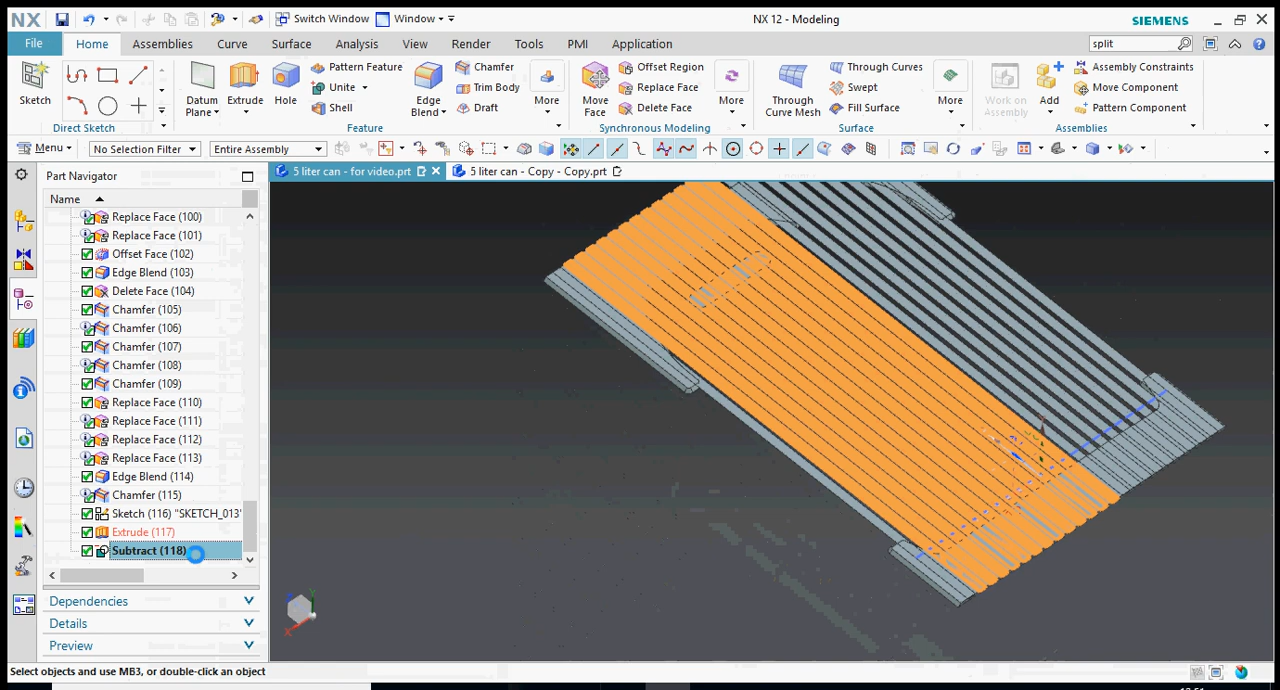 NX
Switch Window
Window
NX 12 - Modeling
SIEMENS
File
Home
Assemblies
Curve
Surface
Analysis
View
Render
Tools
PMI
Application
split
Sketch
Direct Sketch
Datum Plane
Extrude
Hole
Pattern Feature
Unite
Shell
Edge Blend
Chamfer
Trim Body
Draft
More
Feature
Move Face
Offset Region
Replace Face
Delete Face
More
Synchronous Modeling
Through Curve Mesh
Through Curves
Swept
Fill Surface
More
Surface
Work on Assembly
Add
Assembly Constraints
Move Component
Pattern Component
Assemblies
Menu
No Selection Filter
Entire Assembly
Part Navigator
5 liter can - for video.prt
5 liter can - Copy - Copy.prt
Name
Replace Face (100)
Replace Face (101)
Offset Face (102)
Edge Blend (103)
Delete Face (104)
Chamfer (105)
Chamfer (106)
Chamfer (107)
Chamfer (108)
Chamfer (109)
Replace Face (110)
Replace Face (111)
Replace Face (112)
Replace Face (113)
Edge Blend (114)
Chamfer (115)
Sketch (116) "SKETCH_013"
Extrude (117)
Subtract (118)
Dependencies
Details
Preview
X
Select objects and use MB3, or double-click an object